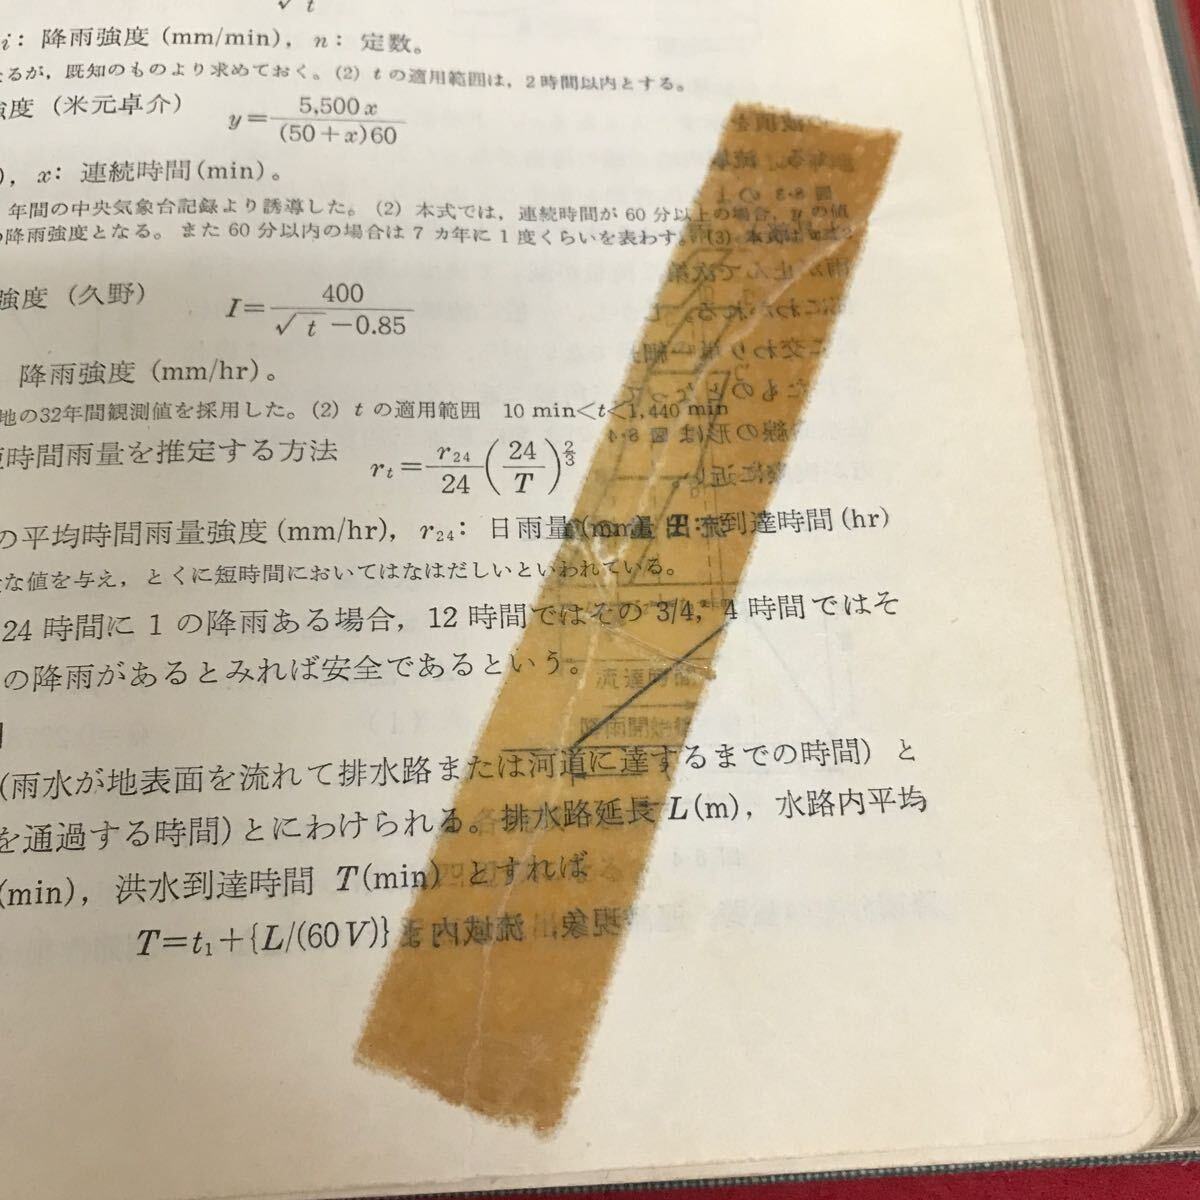 √t
i: 降雨強度 (mm/min), n: 定数。
るが, 既知のものより求めておく。(2) t の適用範囲は, 2時間以内とする。
強度 (米元卓介) y=5,500x/(50+x)60
), x: 連続時間(min)。
年間の中央気象台記録より誘導した。(2) 本式では, 連続時間が 60 分以上の場合, y の値
降雨強度となる。また 60 分以内の場合は 7 ヵ年に 1 度くらいを表わす。(3) 本式は
強度 (久野) I=400/(√t−0.85)
降雨強度 (mm/hr)。
地の32年間観測値を採用した。(2) t の適用範囲 10 min<t<1,440 min
時間雨量を推定する方法 r_t=r_24/24(24/T)^(2/3)
の平均時間雨量強度(mm/hr), r_24: 日雨量(mm) T: 到達時間(hr)
な値を与え, とくに短時間においてはなはだしいといわれている。
24 時間に 1 の降雨ある場合, 12 時間ではその 3/4, 4 時間ではそ
の降雨があるとみれば安全であるという。
(雨水が地表面を流れて排水路または河道に達するまでの時間) と
を通過する時間)とにわけられる。排水路延長 L(m), 水路内平均
(min), 洪水到達時間 T(min) とすれば
T=t_1+{L/(60V)}